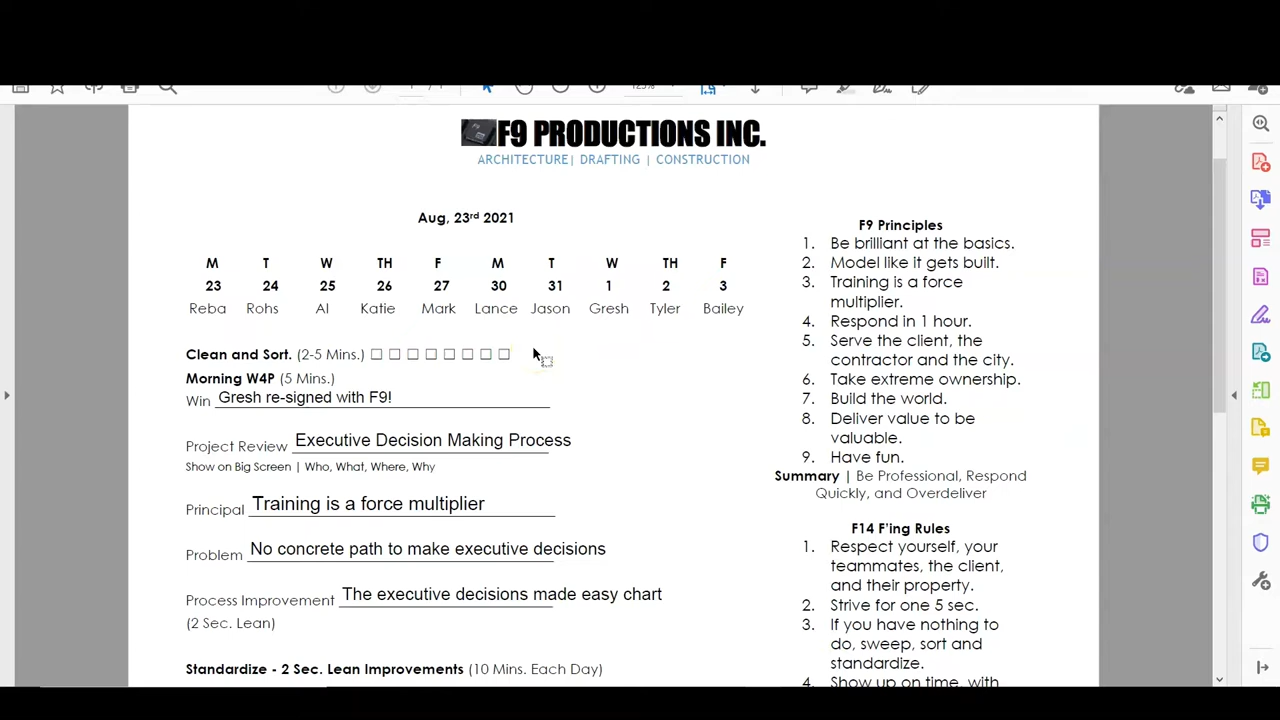 F9 PRODUCTIONS INC.
ARCHITECTURE| DRAFTING | CONSTRUCTION
Aug, 23rd 2021
M T W TH F M T W TH F
23 24 25 26 27 30 31 1 2 3
Reba Rohs Al Katie Mark Lance Jason Gresh Tyler Bailey
Clean and Sort. (2-5 Mins.) □ □ □ □ □ □ □ □
Morning W4P (5 Mins.)
Win Gresh re-signed with F9!
Project Review Executive Decision Making Process
Show on Big Screen | Who, What, Where, Why
Principal Training is a force multiplier
Problem No concrete path to make executive decisions
Process Improvement The executive decisions made easy chart
(2 Sec. Lean)
Standardize - 2 Sec. Lean Improvements (10 Mins. Each Day)
F9 Principles
1. Be brilliant at the basics.
2. Model like it gets built.
3. Training is a force
multiplier.
4. Respond in 1 hour.
5. Serve the client, the
contractor and the city.
6. Take extreme ownership.
7. Build the world.
8. Deliver value to be
valuable.
9. Have fun.
Summary | Be Professional, Respond
Quickly, and Overdeliver
F14 F'ing Rules
1. Respect yourself, your
teammates, the client,
and their property.
2. Strive for one 5 sec.
3. If you have nothing to
do, sweep, sort and
standardize.
4. Show up on time, with